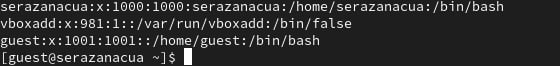 serazanacua:x:1000:1000:serazanacua:/home/serazanacua:/bin/bash
vboxadd:x:981:1::/var/run/vboxadd:/bin/false
guest:x:1001:1001::/home/guest:/bin/bash
[guest@serazanacua ~]$